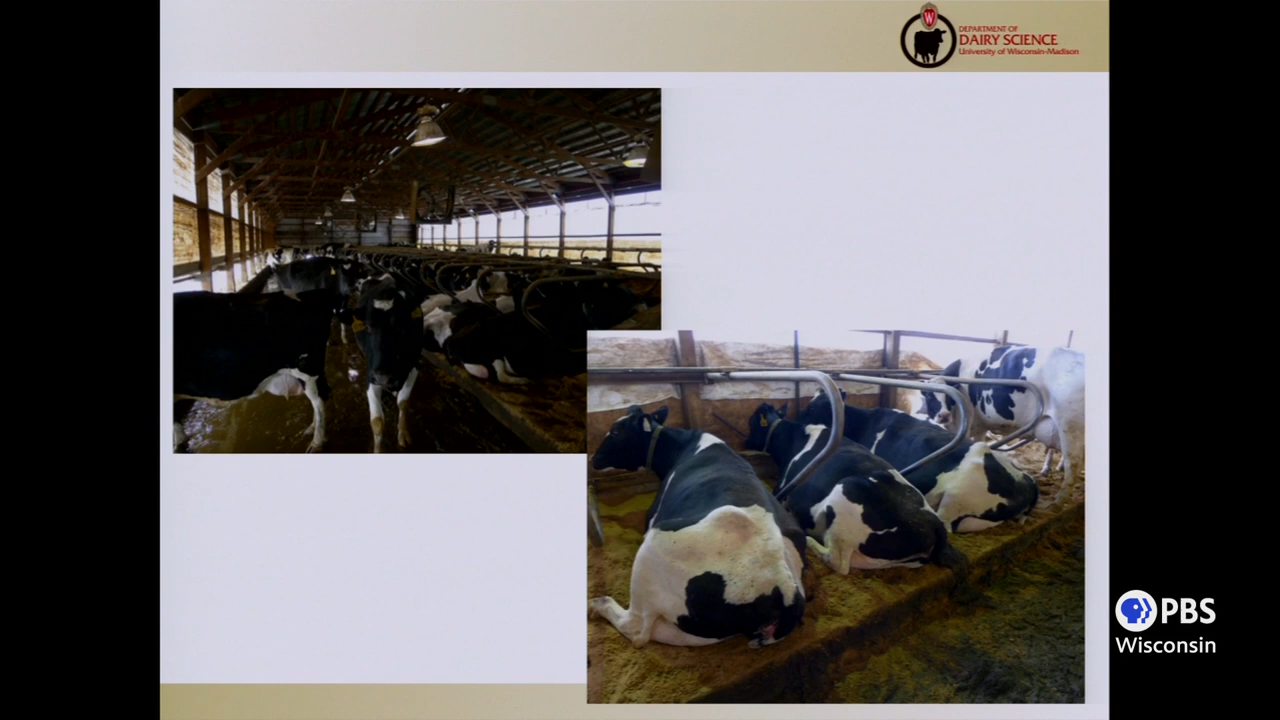 W
DEPARTMENT OF
DAIRY SCIENCE
University of Wisconsin-Madison
PBS
Wisconsin